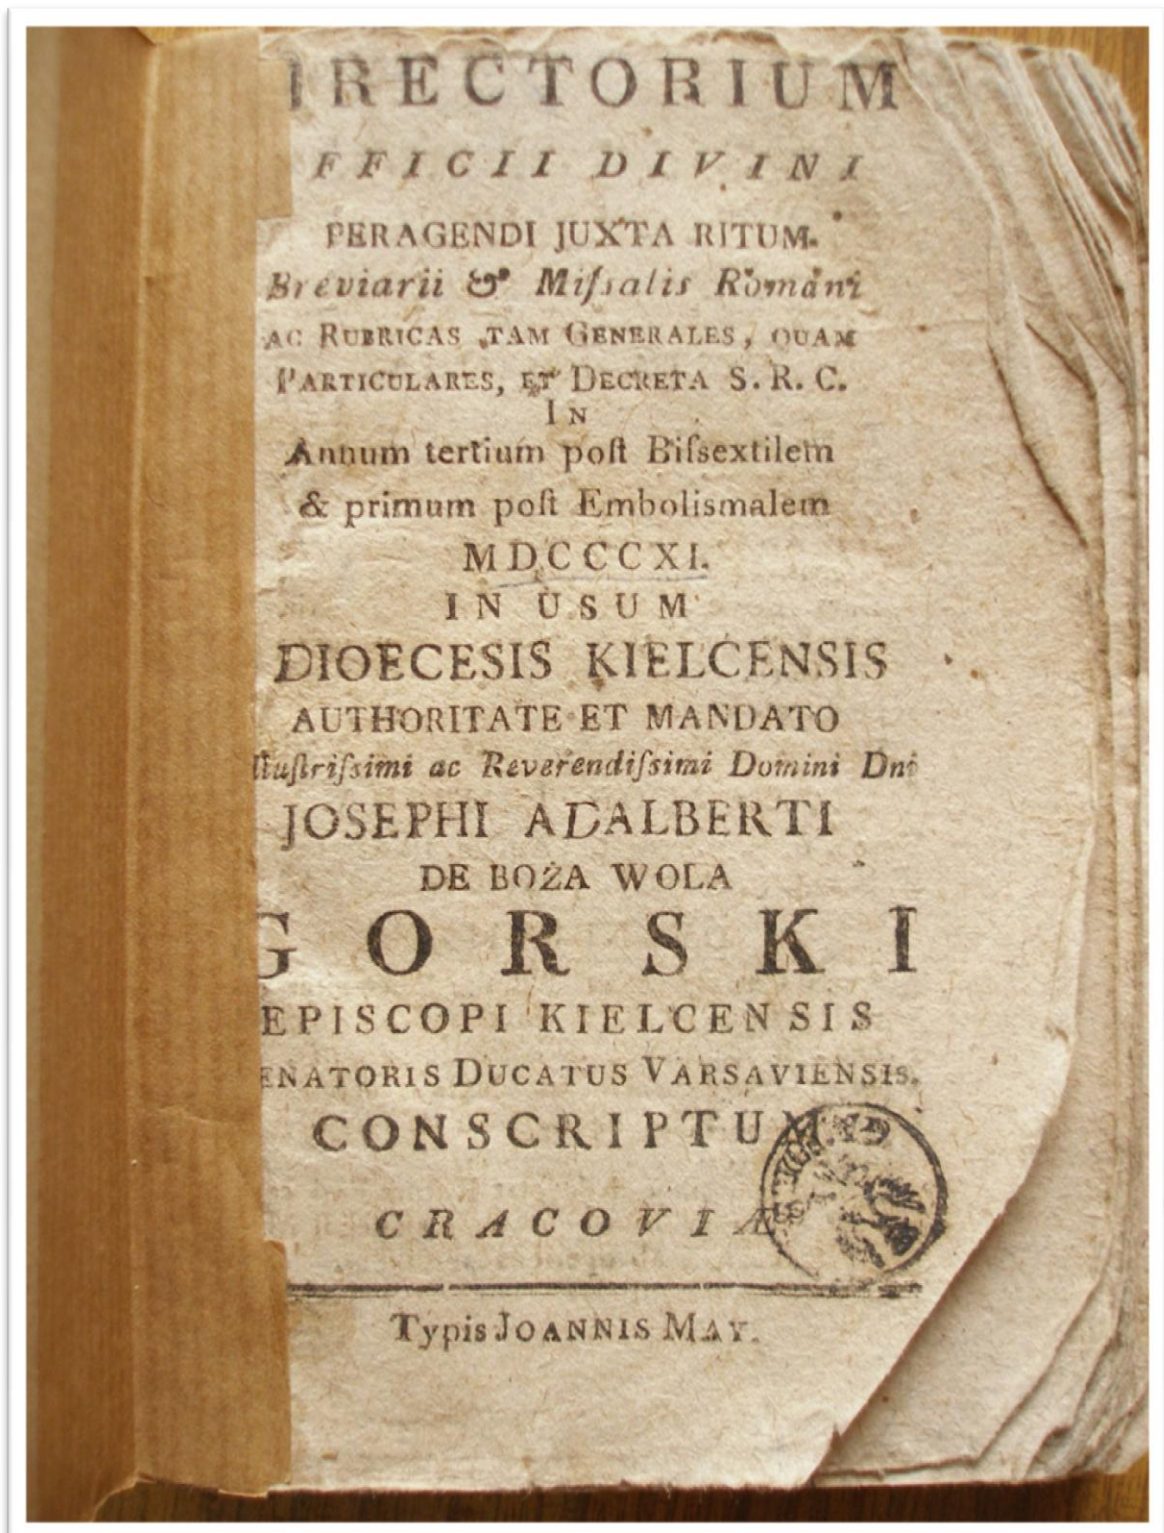 IRECTORIUM
FFICII DIVINI
PERAGENDI JUXTA RITUM.
Breviarii & Miſsalis Romani
AC RUBRICAS TAM GENERALES, QUAM
PARTICULARES, ET DECRETA S. R. C.
IN
Annum tertium poſt Biſsextilem
& primum poſt Embolismalem
MDCCCXI.
IN USUM
DIOECESIS KIELCENSIS
AUTHORITATE ET MANDATO
lluſtriſsimi ac Reverendiſsimi Domini Dni
JOSEPHI ADALBERTI
DE BOŻA WOLA
GORSKI
EPISCOPI KIELCENSIS
ENATORIS DUCATUS VARSAVIENSIS.
CONSCRIPTUM
CRACOVIÆ
Typis JOANNIS MAY.